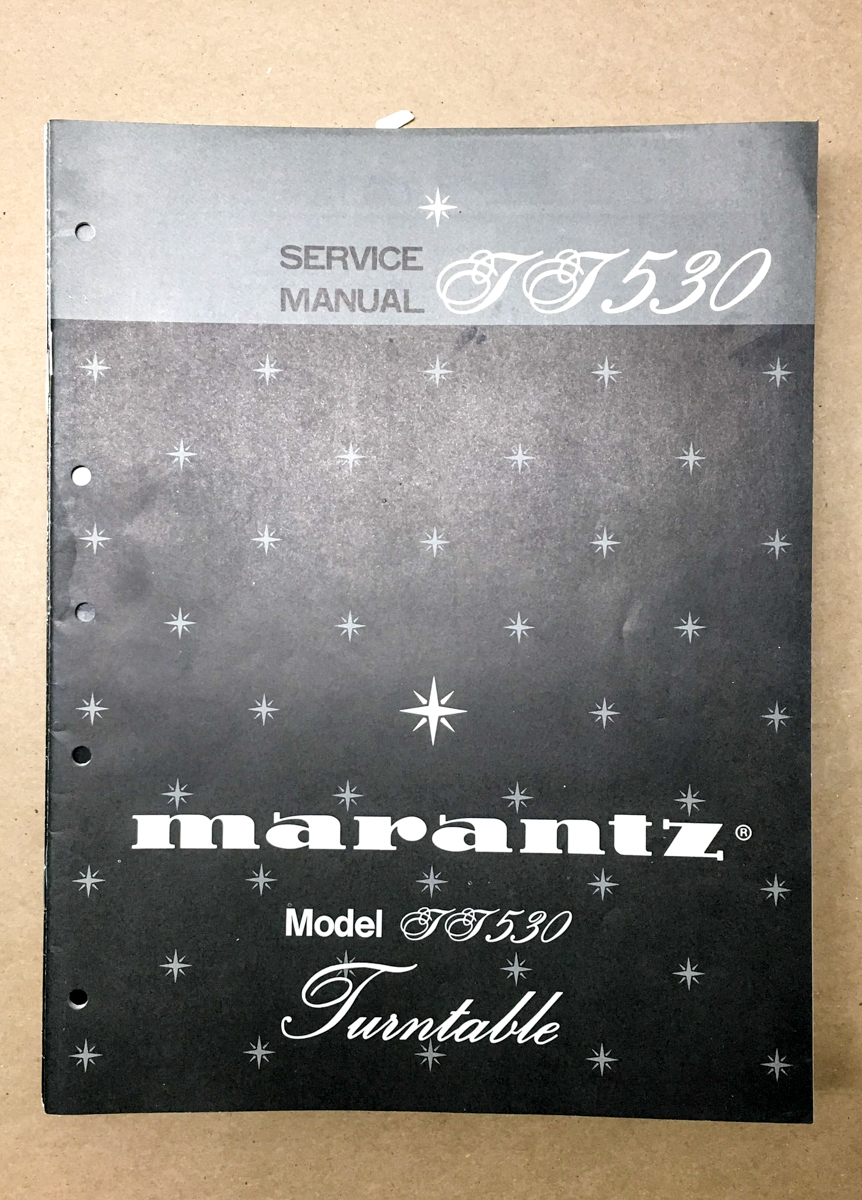 SERVICE
MANUAL TT530
marantz®
Model TT530
Turntable